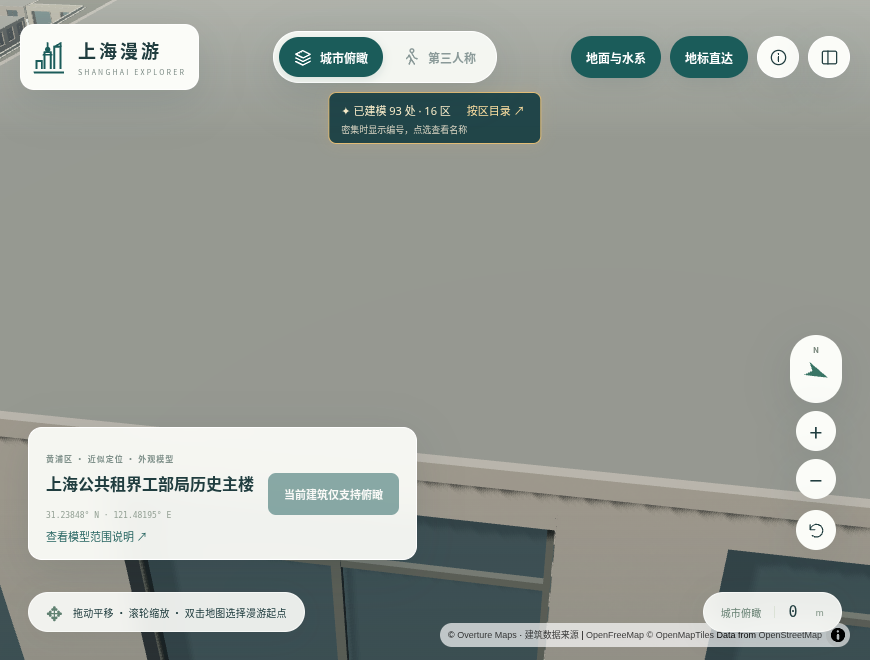 上海漫游
SHANGHAI EXPLORER
城市俯瞰
第三人称
地面与水系
地标直达
✦ 已建模 93 处 · 16 区 按区目录 ↗
密集时显示编号，点选查看名称
N
黄浦区 · 近似定位 · 外观模型
上海公共租界工部局历史主楼
当前建筑仅支持俯瞰
31.23848° N · 121.48195° E
查看模型范围说明 ↗
拖动平移 · 滚轮缩放 · 双击地图选择漫游起点
城市俯瞰 0 m
© Overture Maps · 建筑数据来源 | OpenFreeMap © OpenMapTiles Data from OpenStreetMap